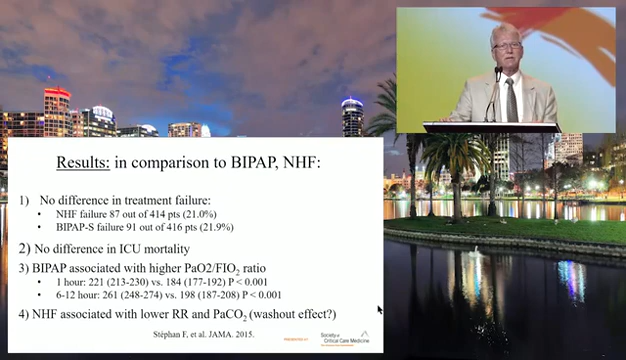 Results: in comparison to BIPAP, NHF:
1) No difference in treatment failure:
• NHF failure 87 out of 414 pts (21.0%)
• BIPAP-S failure 91 out of 416 pts (21.9%)
2) No difference in ICU mortality
3) BIPAP associated with higher PaO2/FIO2 ratio
• 1 hour: 221 (213-230) vs. 184 (177-192) P < 0.001
• 6-12 hour: 261 (248-274) vs. 198 (187-208) P < 0.001
4) NHF associated with lower RR and PaCO2 (washout effect?)
Stéphan F, et al. JAMA. 2015.
PRESENTED BY
Society of
Critical Care Medicine